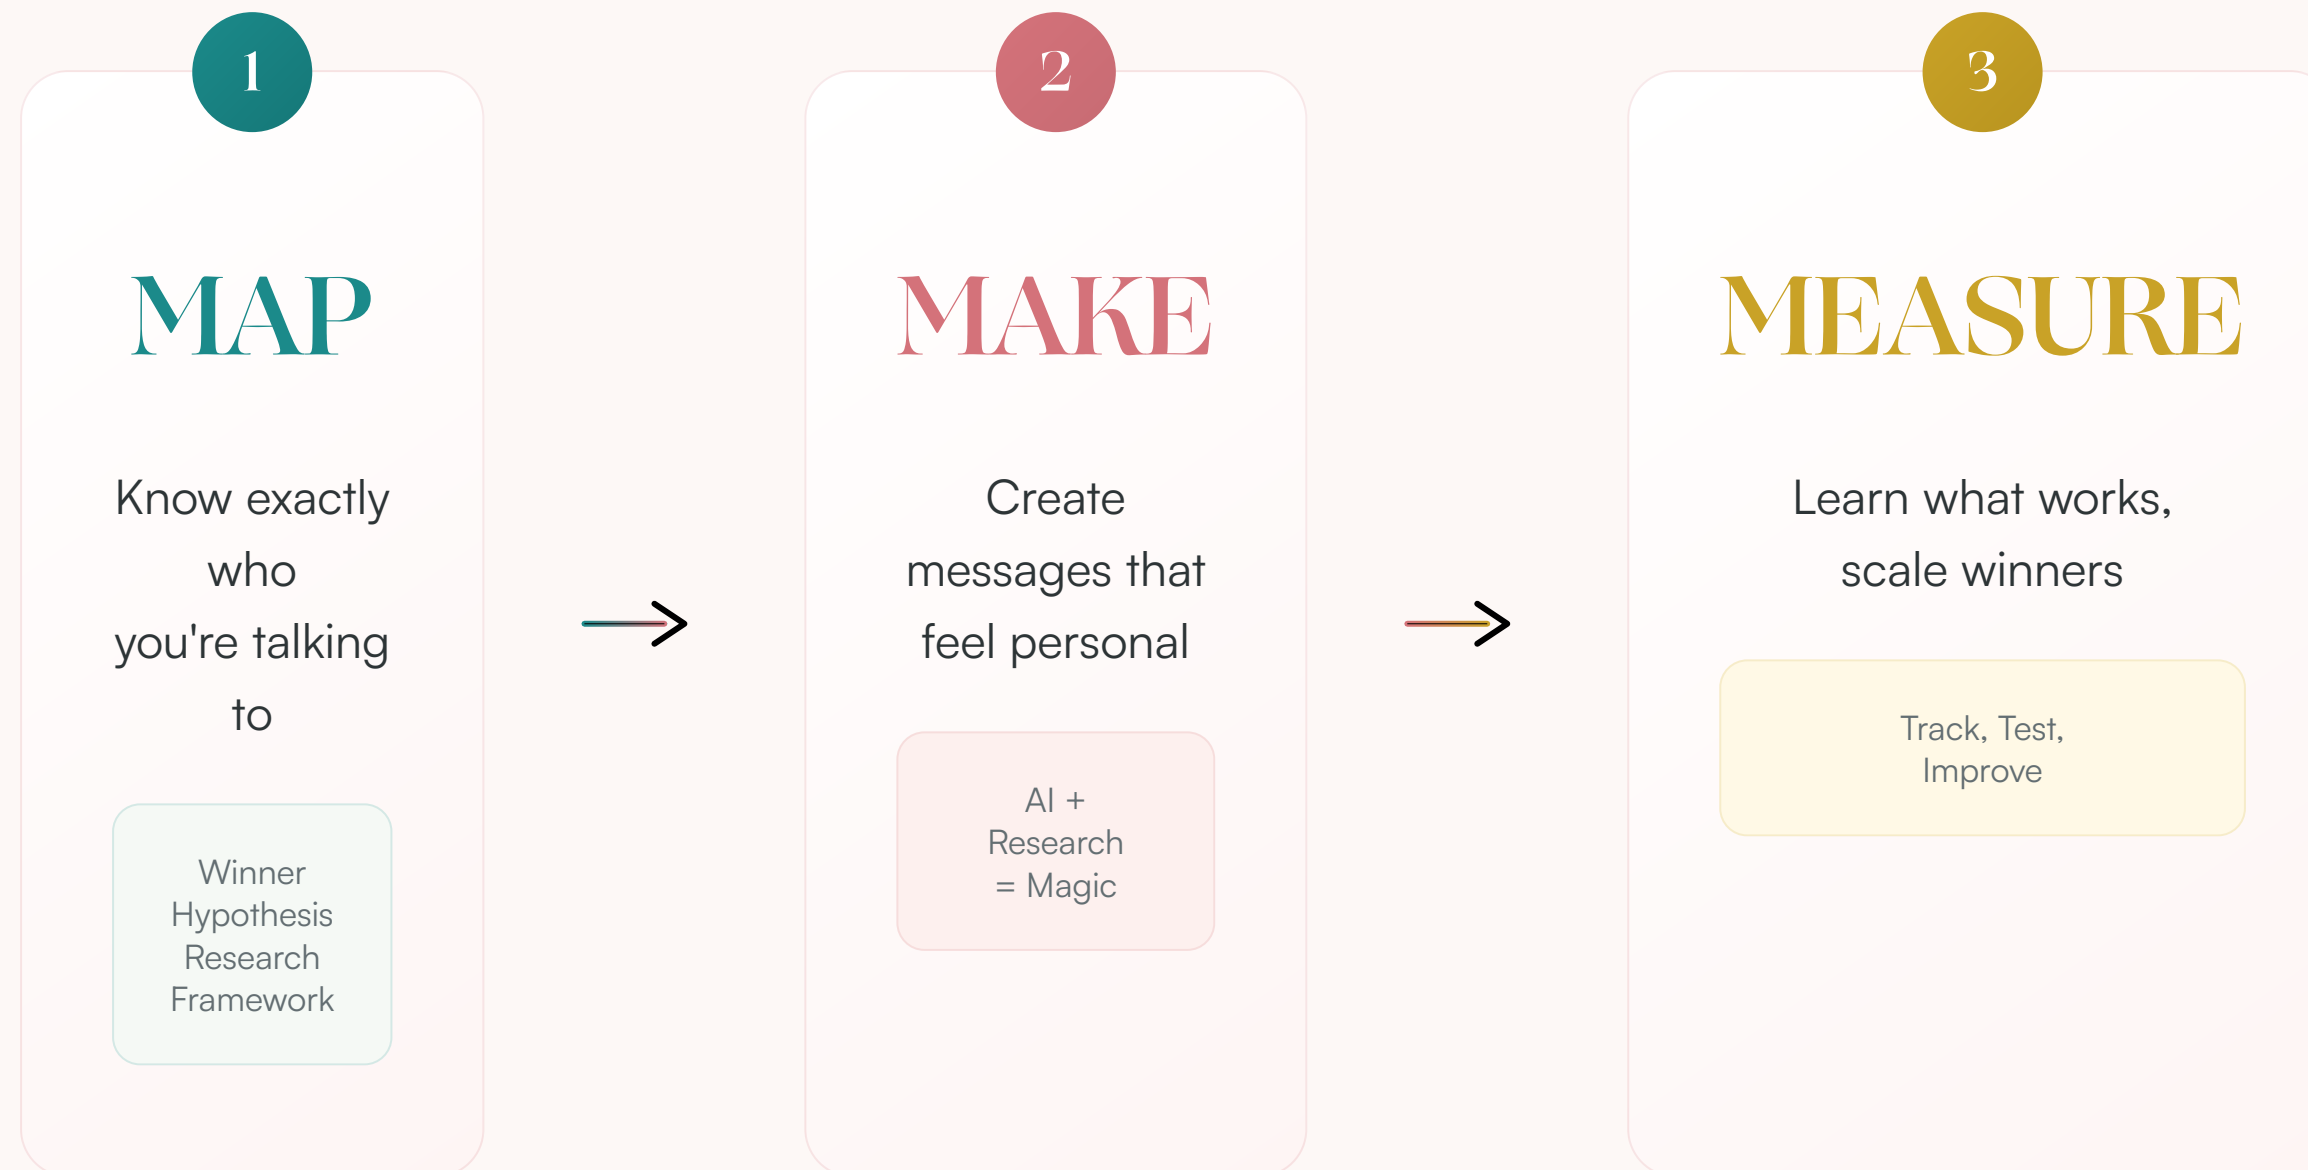 1
MAP
Know exactly
who
you're talking
to
Winner
Hypothesis
Research
Framework
2
MAKE
Create
messages that
feel personal
AI +
Research
= Magic
3
MEASURE
Learn what works,
scale winners
Track, Test,
Improve